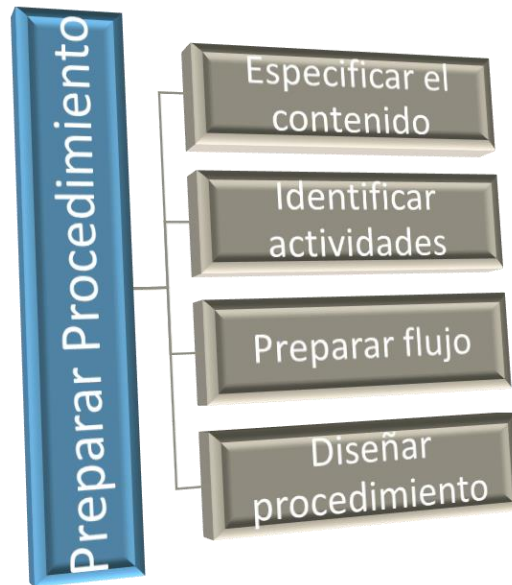 Preparar Procedimiento
Especificar el
contenido
Identificar
actividades
Preparar flujo
Diseñar
procedimiento